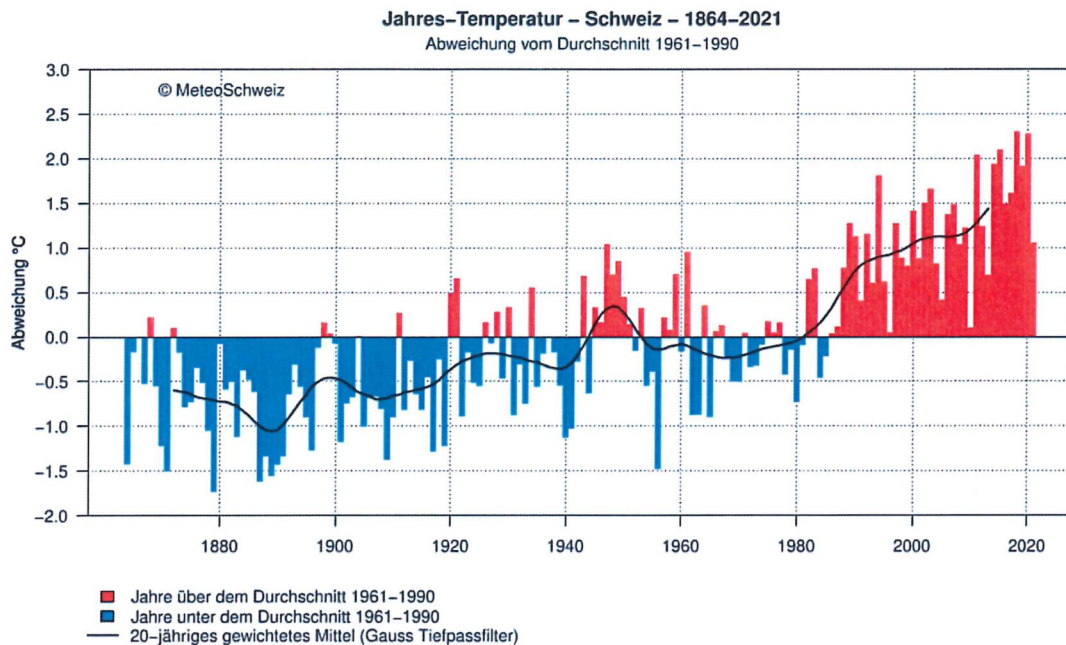 Jahres–Temperatur – Schweiz – 1864–2021
Abweichung vom Durchschnitt 1961–1990
© MeteoSchweiz
Abweichung °C
3.0
2.5
2.0
1.5
1.0
0.5
0.0
−0.5
−1.0
−1.5
−2.0
1880 1900 1920 1940 1960 1980 2000 2020
Jahre über dem Durchschnitt 1961–1990
Jahre unter dem Durchschnitt 1961–1990
20–jähriges gewichtetes Mittel (Gauss Tiefpassfilter)